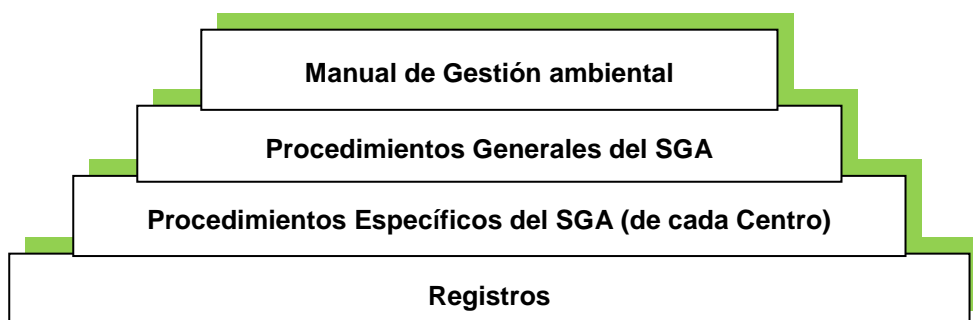 Manual de Gestión ambiental
Procedimientos Generales del SGA
Procedimientos Específicos del SGA (de cada Centro)
Registros